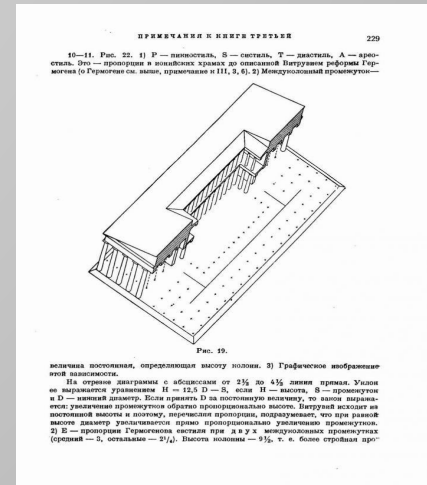 ПРИМЕЧАНИЯ К КНИГЕ ТРЕТЬЕЙ 229
10—11. Рис. 22. 1) P — пикностиль, S — систиль, T — диастиль, A — арео-
стиль. Это — пропорции в ионийских храмах до описанной Витрувием реформы Гер-
могена (о Гермогене см. выше, примечание к III, 3, 6). 2) Междуколонный промежуток—
Рис. 19.
величина постоянная, определяющая высоту колонн. 3) Графическое изображение
этой зависимости.
На отрезке диаграммы с абсциссами от 2½ до 4½ линия прямая. Уклон
ее выражается уравнением H = 12,5 D — S, если H — высота, S — промежуток
и D — нижний диаметр. Если принять D за постоянную величину, то закон выража-
ется: увеличение промежутков обратно пропорционально высоте. Витрувий исходит из
постоянной высоты и поэтому, перечисляя пропорции, подразумевает, что при равной
высоте диаметр увеличивается прямо пропорционально увеличению промежутков.
2) E — пропорции Гермогенова евстиля при двух междуколонных промежутках
(средний — 3, остальные — 2¼). Высота колонны — 9½, т. е. более стройная про-